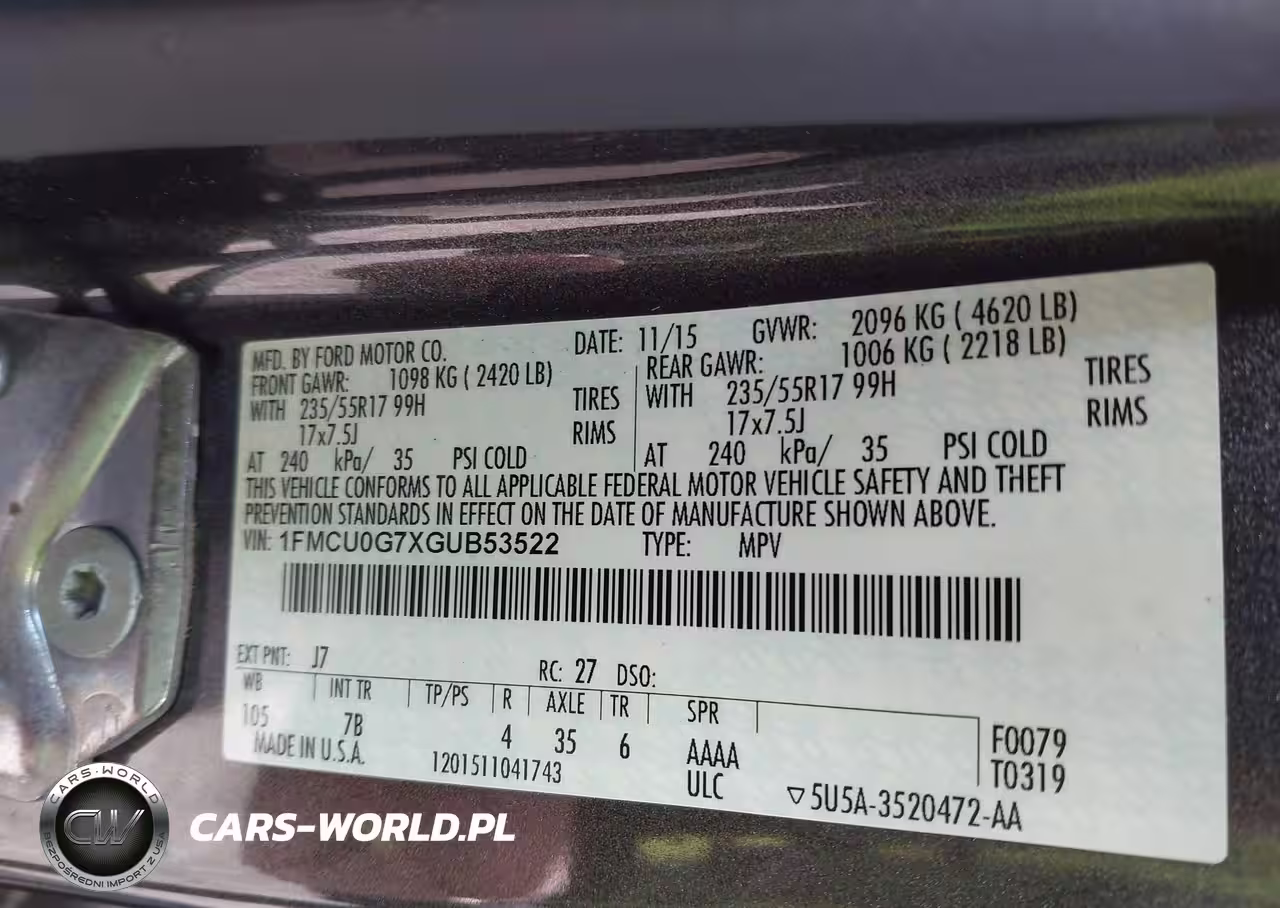 MFD. BY FORD MOTOR CO. DATE: 11/15 GVWR: 2096 KG ( 4620 LB)
FRONT GAWR: 1098 KG ( 2420 LB) REAR GAWR: 1006 KG ( 2218 LB)
WITH 235/55R17 99H TIRES WITH 235/55R17 99H TIRES
17x7.5J RIMS 17x7.5J RIMS
AT 240 kPa/ 35 PSI COLD AT 240 kPa/ 35 PSI COLD
THIS VEHICLE CONFORMS TO ALL APPLICABLE FEDERAL MOTOR VEHICLE SAFETY AND THEFT
PREVENTION STANDARDS IN EFFECT ON THE DATE OF MANUFACTURE SHOWN ABOVE.
VIN: 1FMCU0G7XGUB53522 TYPE: MPV
EXT PNT: J7 RC: 27 DSO:
WB INT TR TP/PS R AXLE TR SPR
105 7B 4 35 6 AAAA F0079
MADE IN U.S.A. 1201511041743 ULC T0319
▽5U5A-3520472-AA
CARS-WORLD
CW
BEZPOŚREDNI IMPORT Z USA
CARS-WORLD.PL